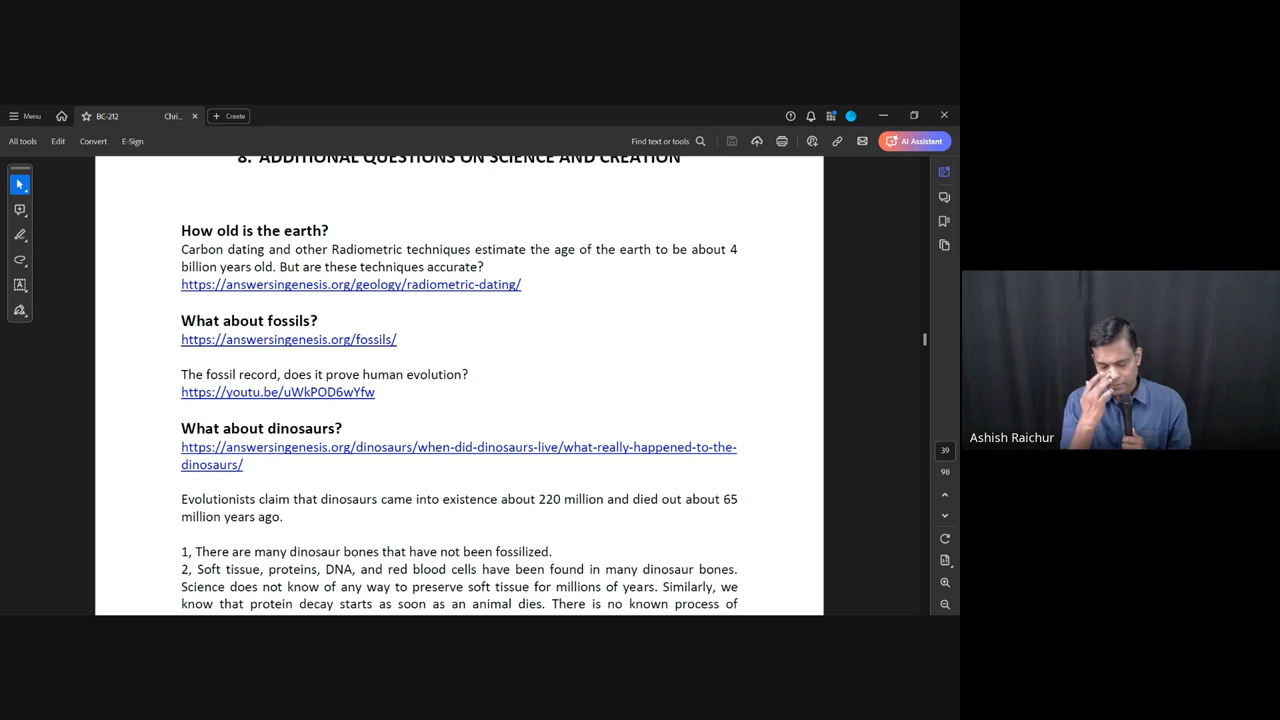 Menu
BC-212
Chri...
Create
All tools
Edit
Convert
E-Sign
Find text or tools
AI Assistant
8. ADDITIONAL QUESTIONS ON SCIENCE AND CREATION
How old is the earth?
Carbon dating and other Radiometric techniques estimate the age of the earth to be about 4
billion years old. But are these techniques accurate?
https://answersingenesis.org/geology/radiometric-dating/
What about fossils?
https://answersingenesis.org/fossils/
The fossil record, does it prove human evolution?
https://youtu.be/uWkPOD6wYfw
What about dinosaurs?
https://answersingenesis.org/dinosaurs/when-did-dinosaurs-live/what-really-happened-to-the-
dinosaurs/
Evolutionists claim that dinosaurs came into existence about 220 million and died out about 65
million years ago.
1, There are many dinosaur bones that have not been fossilized.
2, Soft tissue, proteins, DNA, and red blood cells have been found in many dinosaur bones.
Science does not know of any way to preserve soft tissue for millions of years. Similarly, we
know that protein decay starts as soon as an animal dies. There is no known process of
39
98
Ashish Raichur